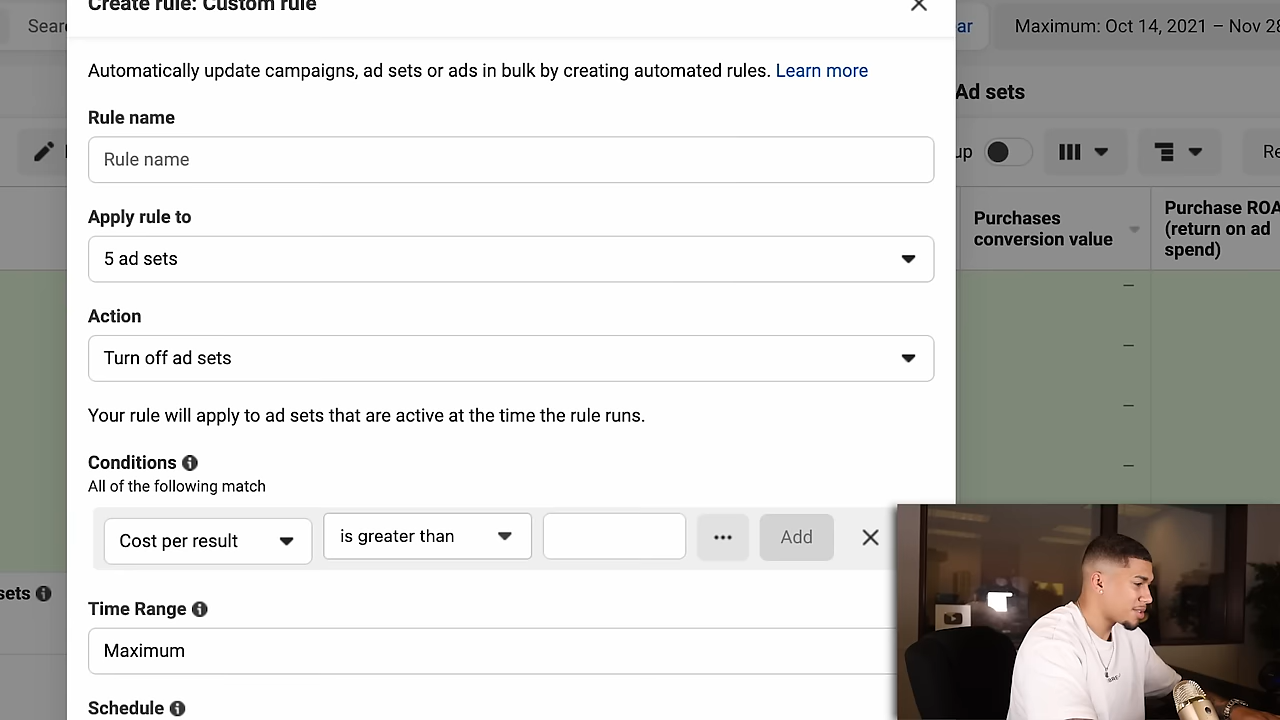 Create rule: Custom rule
Sear
ar
Maximum: Oct 14, 2021 – Nov 28
Automatically update campaigns, ad sets or ads in bulk by creating automated rules. Learn more
Ad sets
Rule name
Rule name
up
Re
Apply rule to
5 ad sets
Purchases
conversion value
Purchase ROA
(return on ad
spend)
Action
Turn off ad sets
Your rule will apply to ad sets that are active at the time the rule runs.
Conditions
All of the following match
Cost per result
is greater than
Add
sets
Time Range
Maximum
Schedule